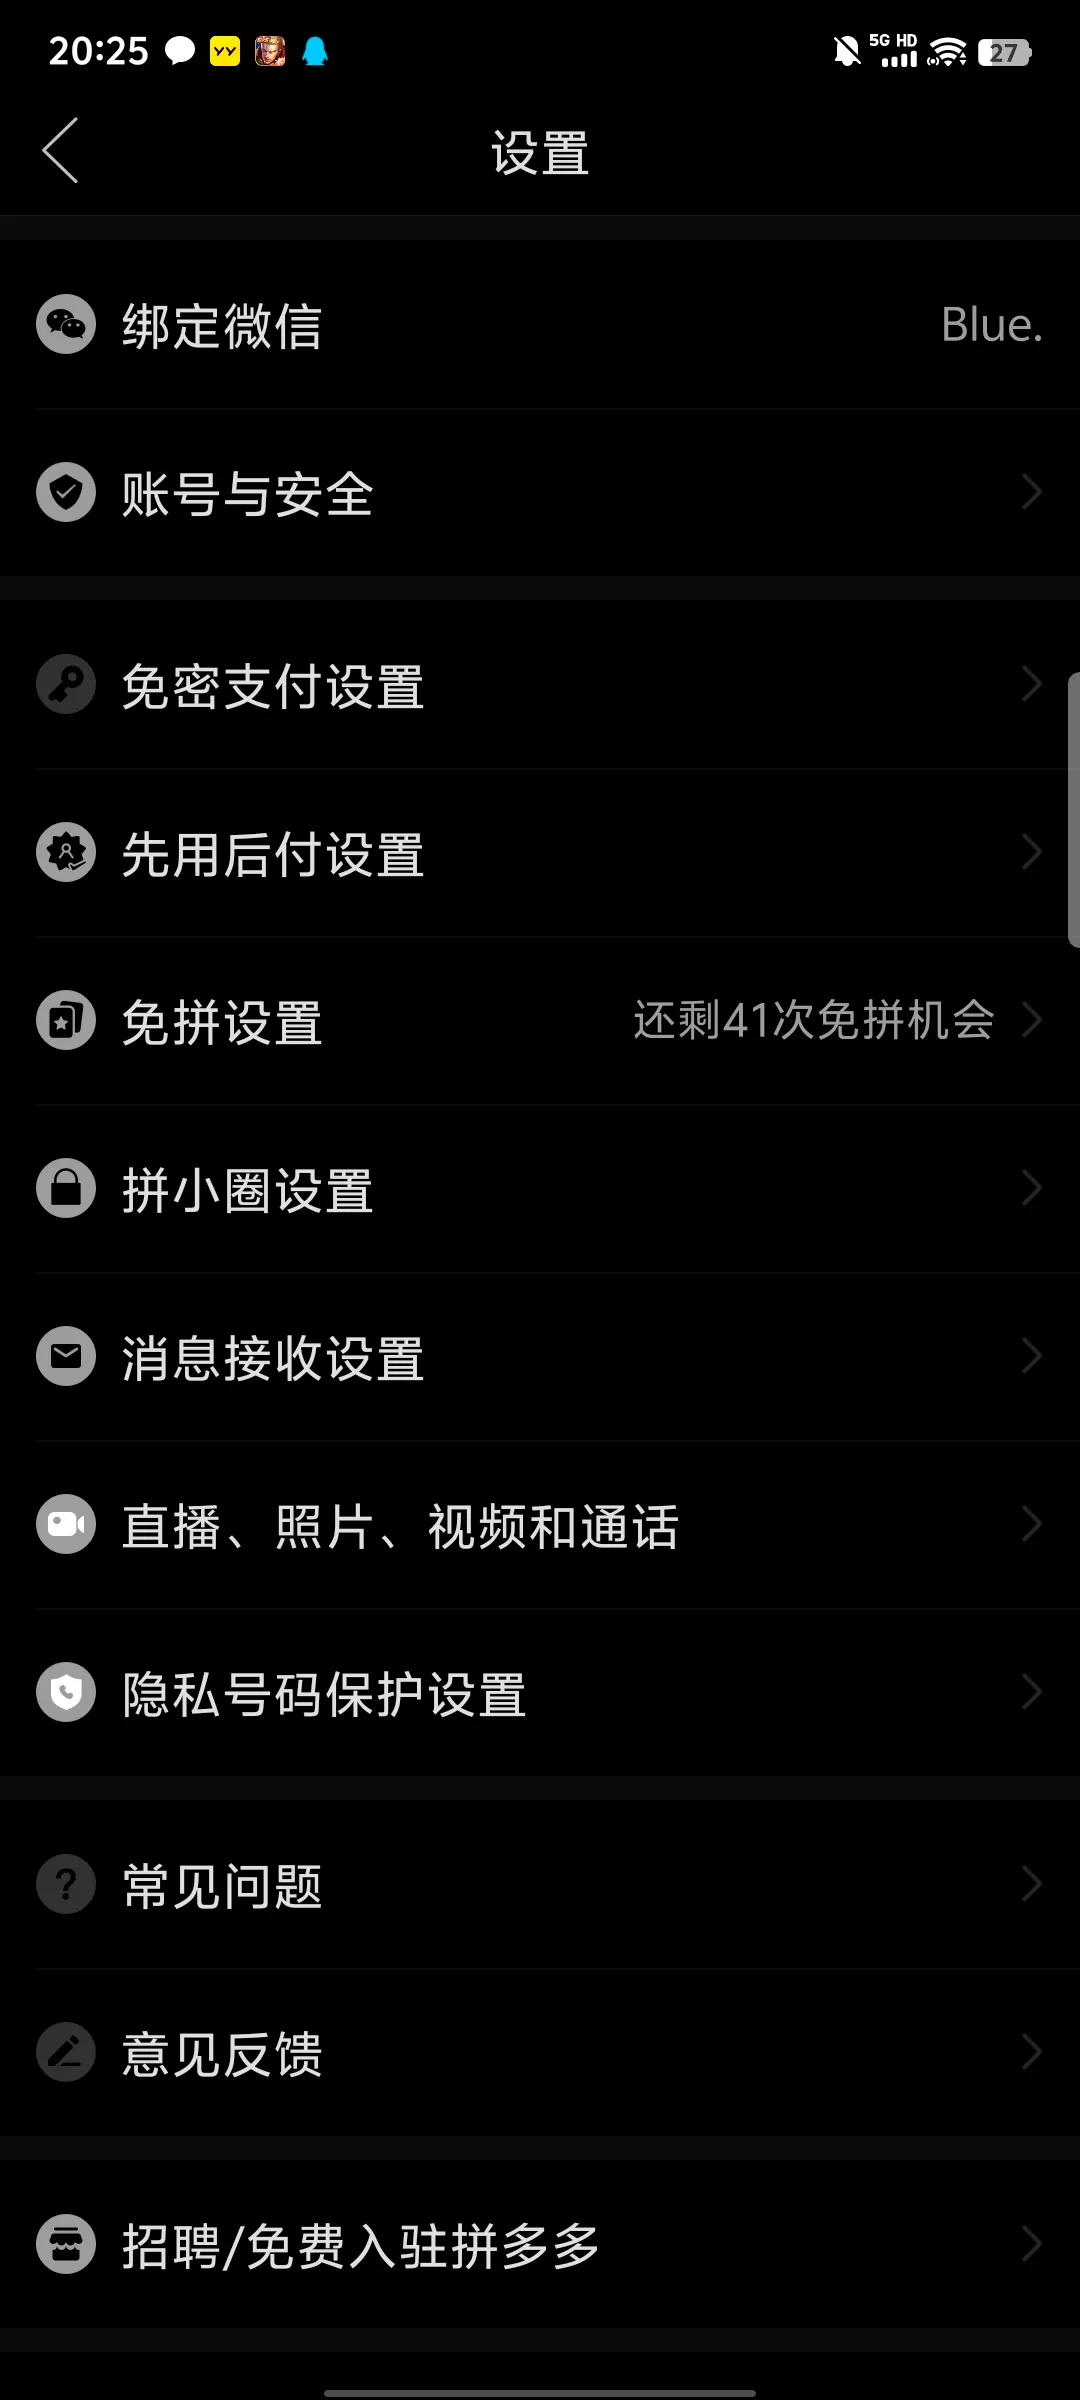 20:25 YY 5G HD 27
设置
绑定微信 Blue.
账号与安全
免密支付设置
先用后付设置
免拼设置 还剩41次免拼机会
拼小圈设置
消息接收设置
直播、照片、视频和通话
隐私号码保护设置
常见问题
意见反馈
招聘/免费入驻拼多多